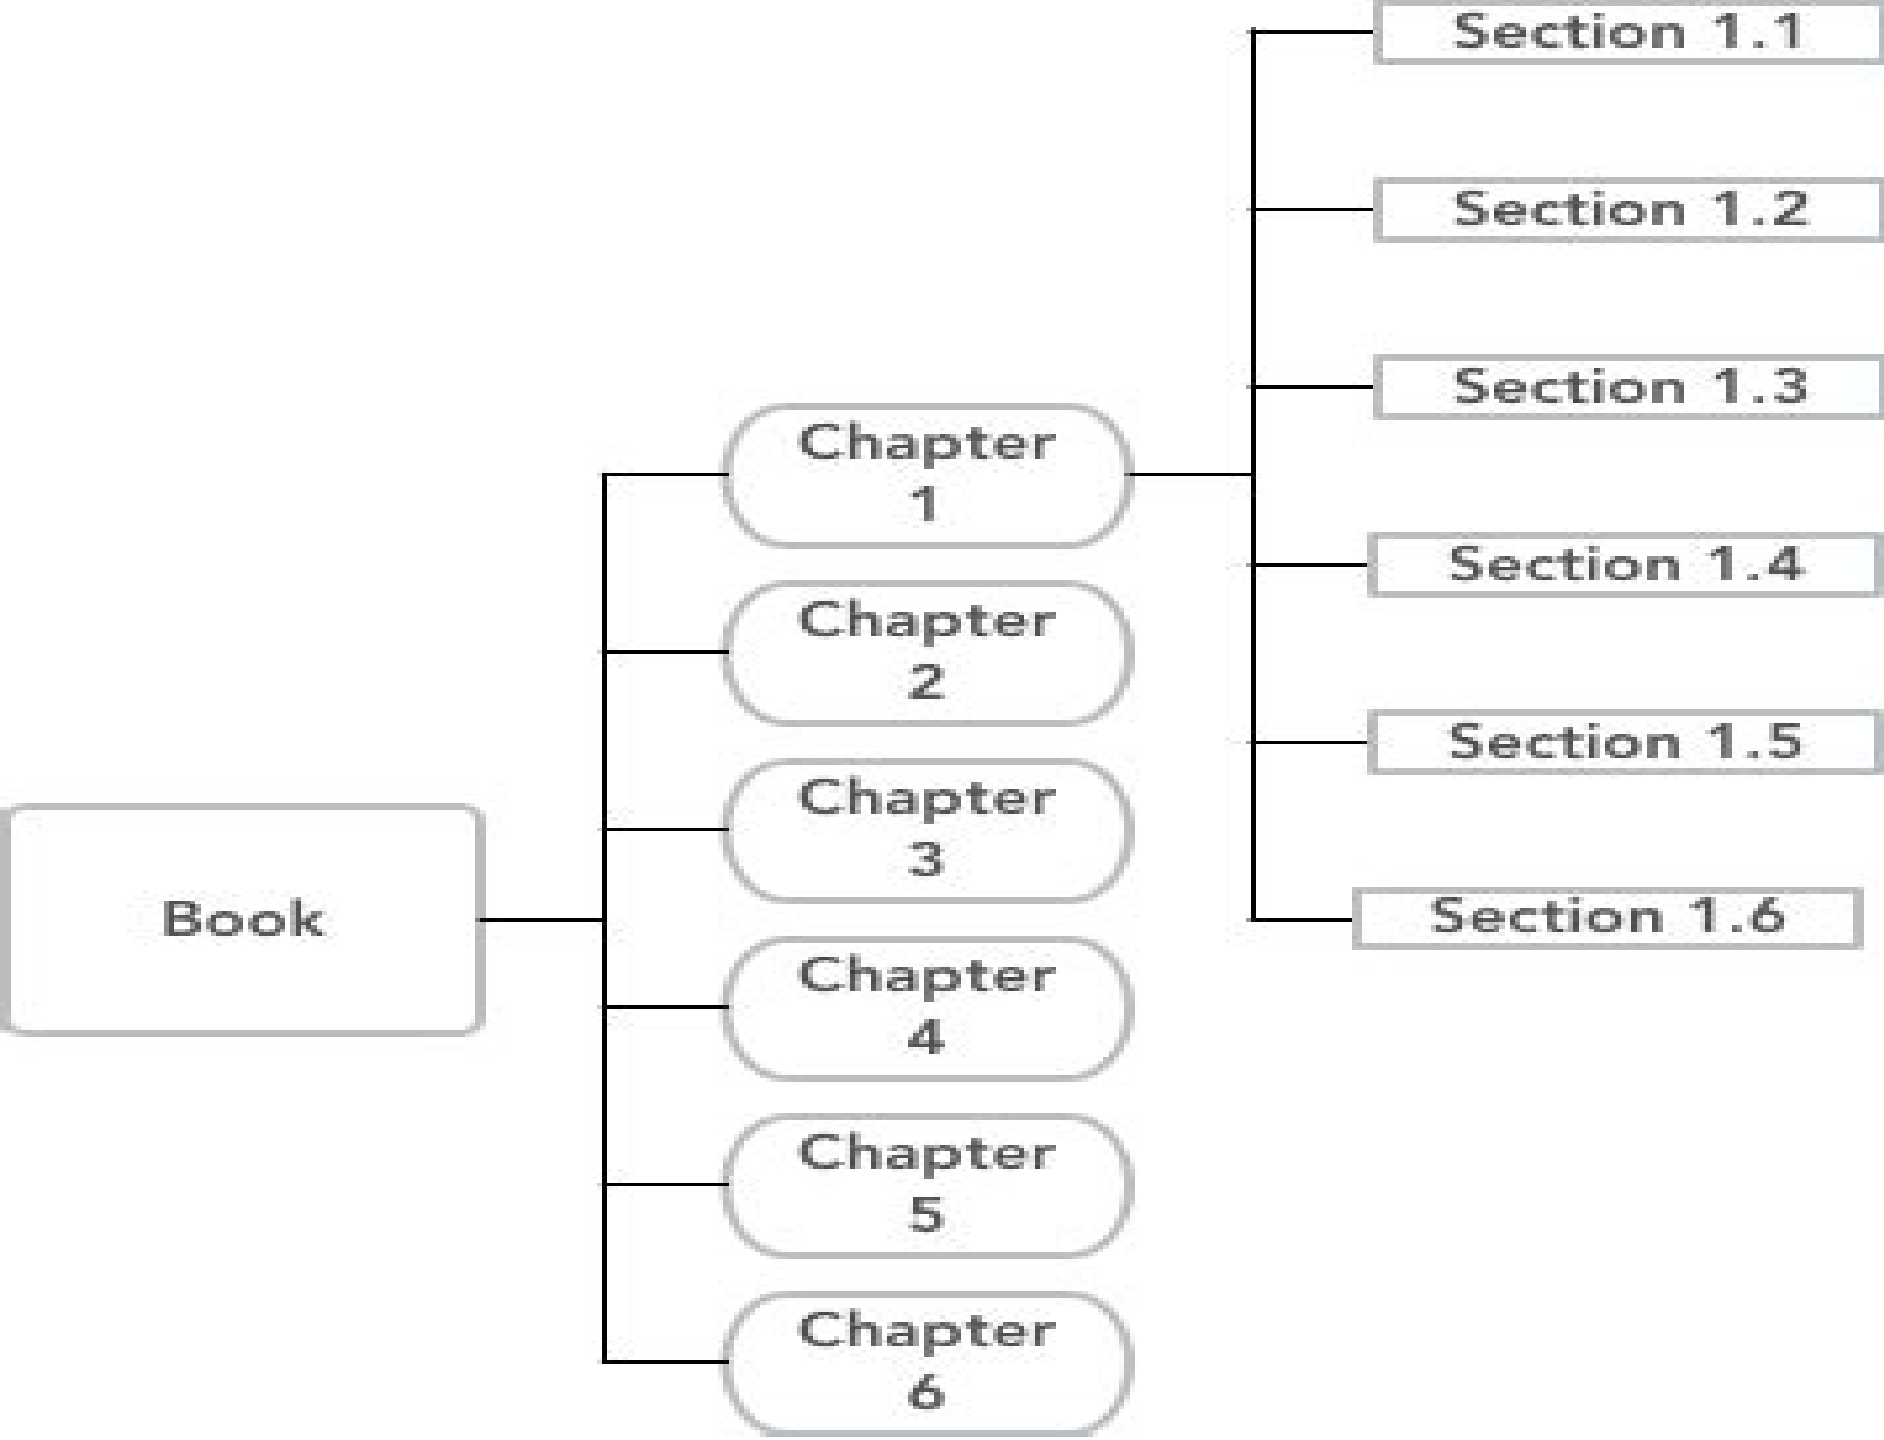 Book
Chapter
1
Chapter
2
Chapter
3
Chapter
4
Chapter
5
Chapter
6
Section 1.1
Section 1.2
Section 1.3
Section 1.4
Section 1.5
Section 1.6